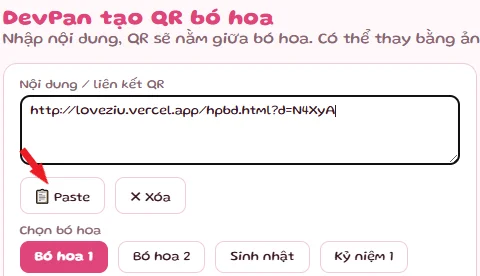 DevPan tạo QR bó hoa
Nhập nội dung, QR sẽ nằm giữa bó hoa. Có thể thay bằng ản
Nội dung / liên kết QR
http://loveziu.vercel.app/hpbd.html?d=N4XyA
Paste
✕ Xóa
Chọn bó hoa
Bó hoa 1
Bó hoa 2
Sinh nhật
Kỷ niệm 1